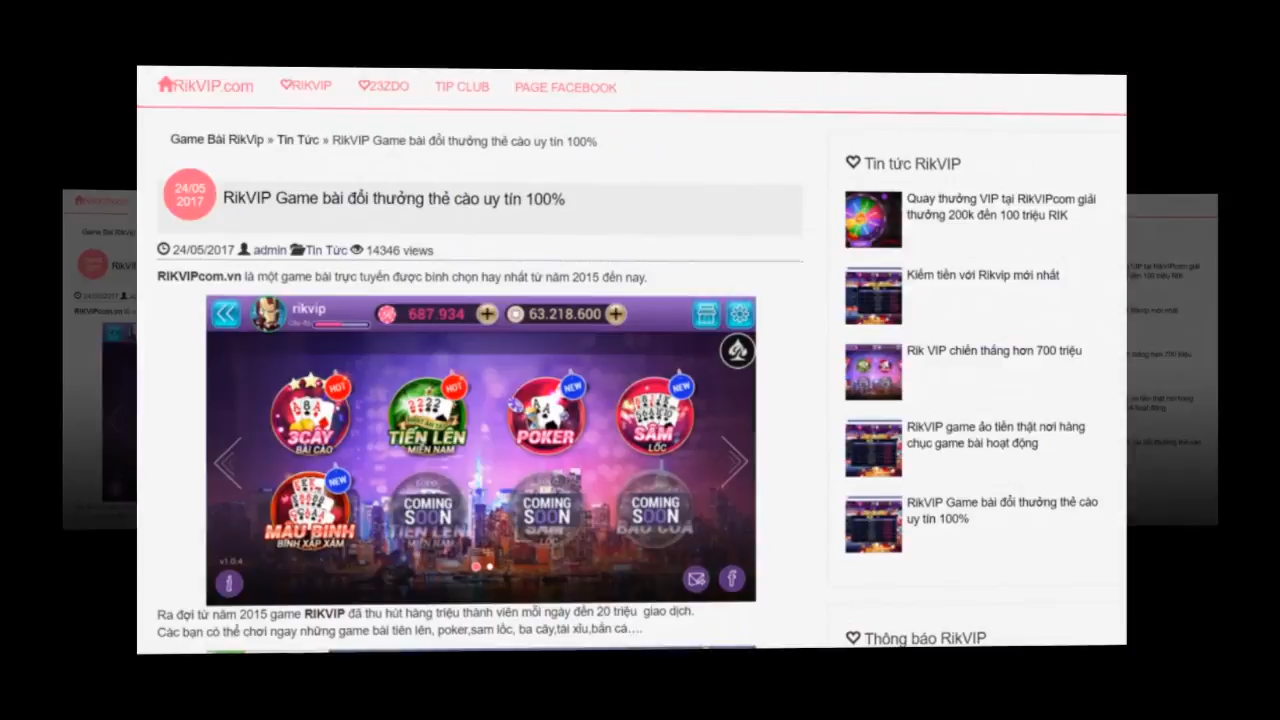 RikVIP.com
RIKVIP
23ZDO
TIP CLUB
PAGE FACEBOOK
Game Bài RikVip » Tin Tức » RikVIP Game bài đổi thưởng thẻ cào uy tín 100%
24/05
2017
RikVIP Game bài đổi thưởng thẻ cào uy tín 100%
24/05/2017 admin Tin Tức 14346 views
RIKVIPcom.vn là một game bài trực tuyến được bình chọn hay nhất từ năm 2015 đến nay.
rikvip
687.934
63.218.600
HOT
3CÂY
BÀI CÀO
HOT
TIẾN LÊN
MIỀN NAM
NEW
POKER
NEW
SÂM
LỐC
NEW
MẬU BINH
BINH XẬP XÁM
COMING
SOON
TIẾN LÊN
MIỀN NAM
COMING
SOON
SÂM
LỐC
COMING
SOON
BẦU CUA
v1.0.4
Ra đợi từ năm 2015 game RIKVIP đã thu hút hàng triệu thành viên mỗi ngày đến 20 triệu giao dịch.
Các bạn có thể chơi ngay những game bài tiên lên, poker,sam lốc, ba cây,tài xỉu,bắn cá….
Tin tức RikVIP
Quay thưởng VIP tại RikVIPcom giải
thưởng 200k đến 100 triệu RIK
Kiếm tiền với Rikvip mới nhất
Rik VIP chiến thắng hơn 700 triệu
RikVIP game ảo tiền thật nơi hàng
chục game bài hoạt động
RikVIP Game bài đổi thưởng thẻ cào
uy tín 100%
Thông báo RikVIP